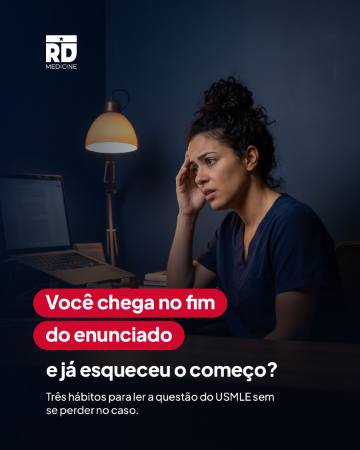 RD
MEDICINE
Você chega no fim
do enunciado
e já esqueceu o começo?
Três hábitos para ler a questão do USMLE sem
se perder no caso.